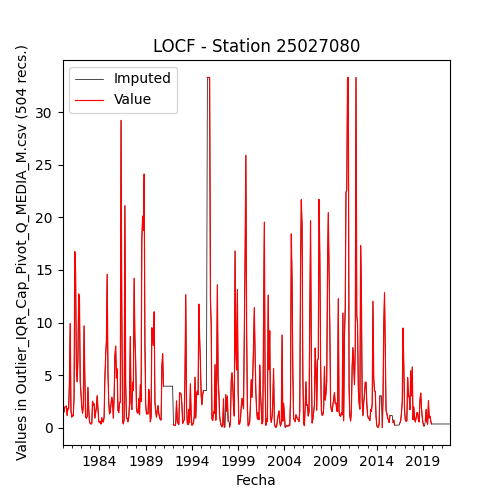 LOCF - Station 25027080
Values in Outlier_IQR_Cap_Pivot_Q_MEDIA_M.csv (504 recs.)
Imputed
Value
30
25
20
15
10
5
0
1984 1989 1994 1999 2004 2009 2014 2019
Fecha